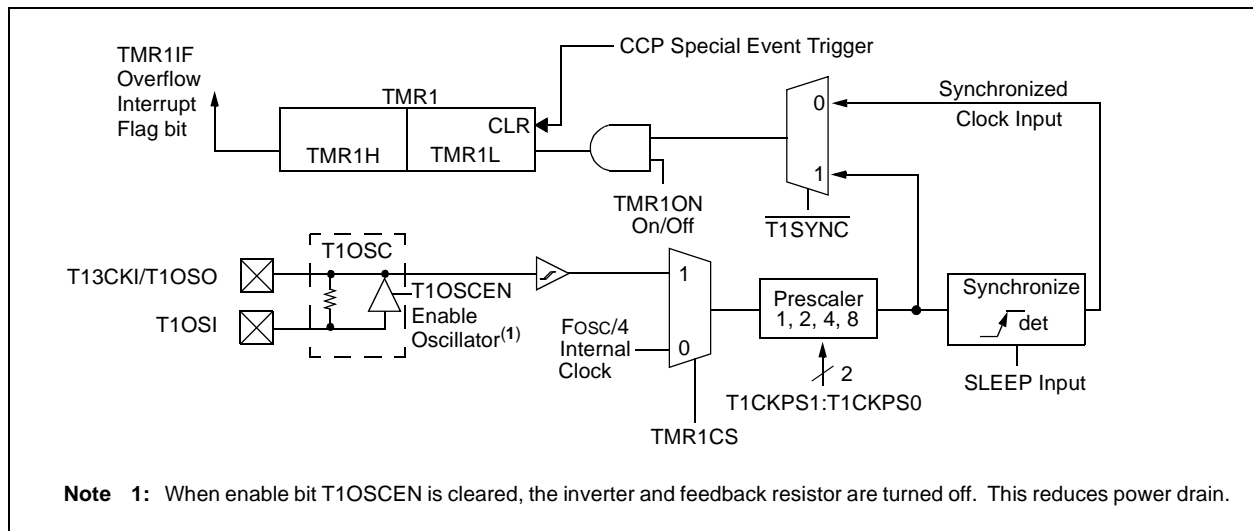 TMR1IF
Overflow
Interrupt
Flag bit
TMR1
CLR
TMR1H
TMR1L
CCP Special Event Trigger
TMR1ON
On/Off
0
1
T1SYNC
Synchronized
Clock Input
T13CKI/T1OSO
T1OSI
T1OSC
T1OSCEN
Enable
Oscillator(1)
FOSC/4
Internal
Clock
1
0
TMR1CS
Prescaler
1, 2, 4, 8
2
T1CKPS1:T1CKPS0
Synchronize
det
SLEEP Input
Note 1: When enable bit T1OSCEN is cleared, the inverter and feedback resistor are turned off. This reduces power drain.